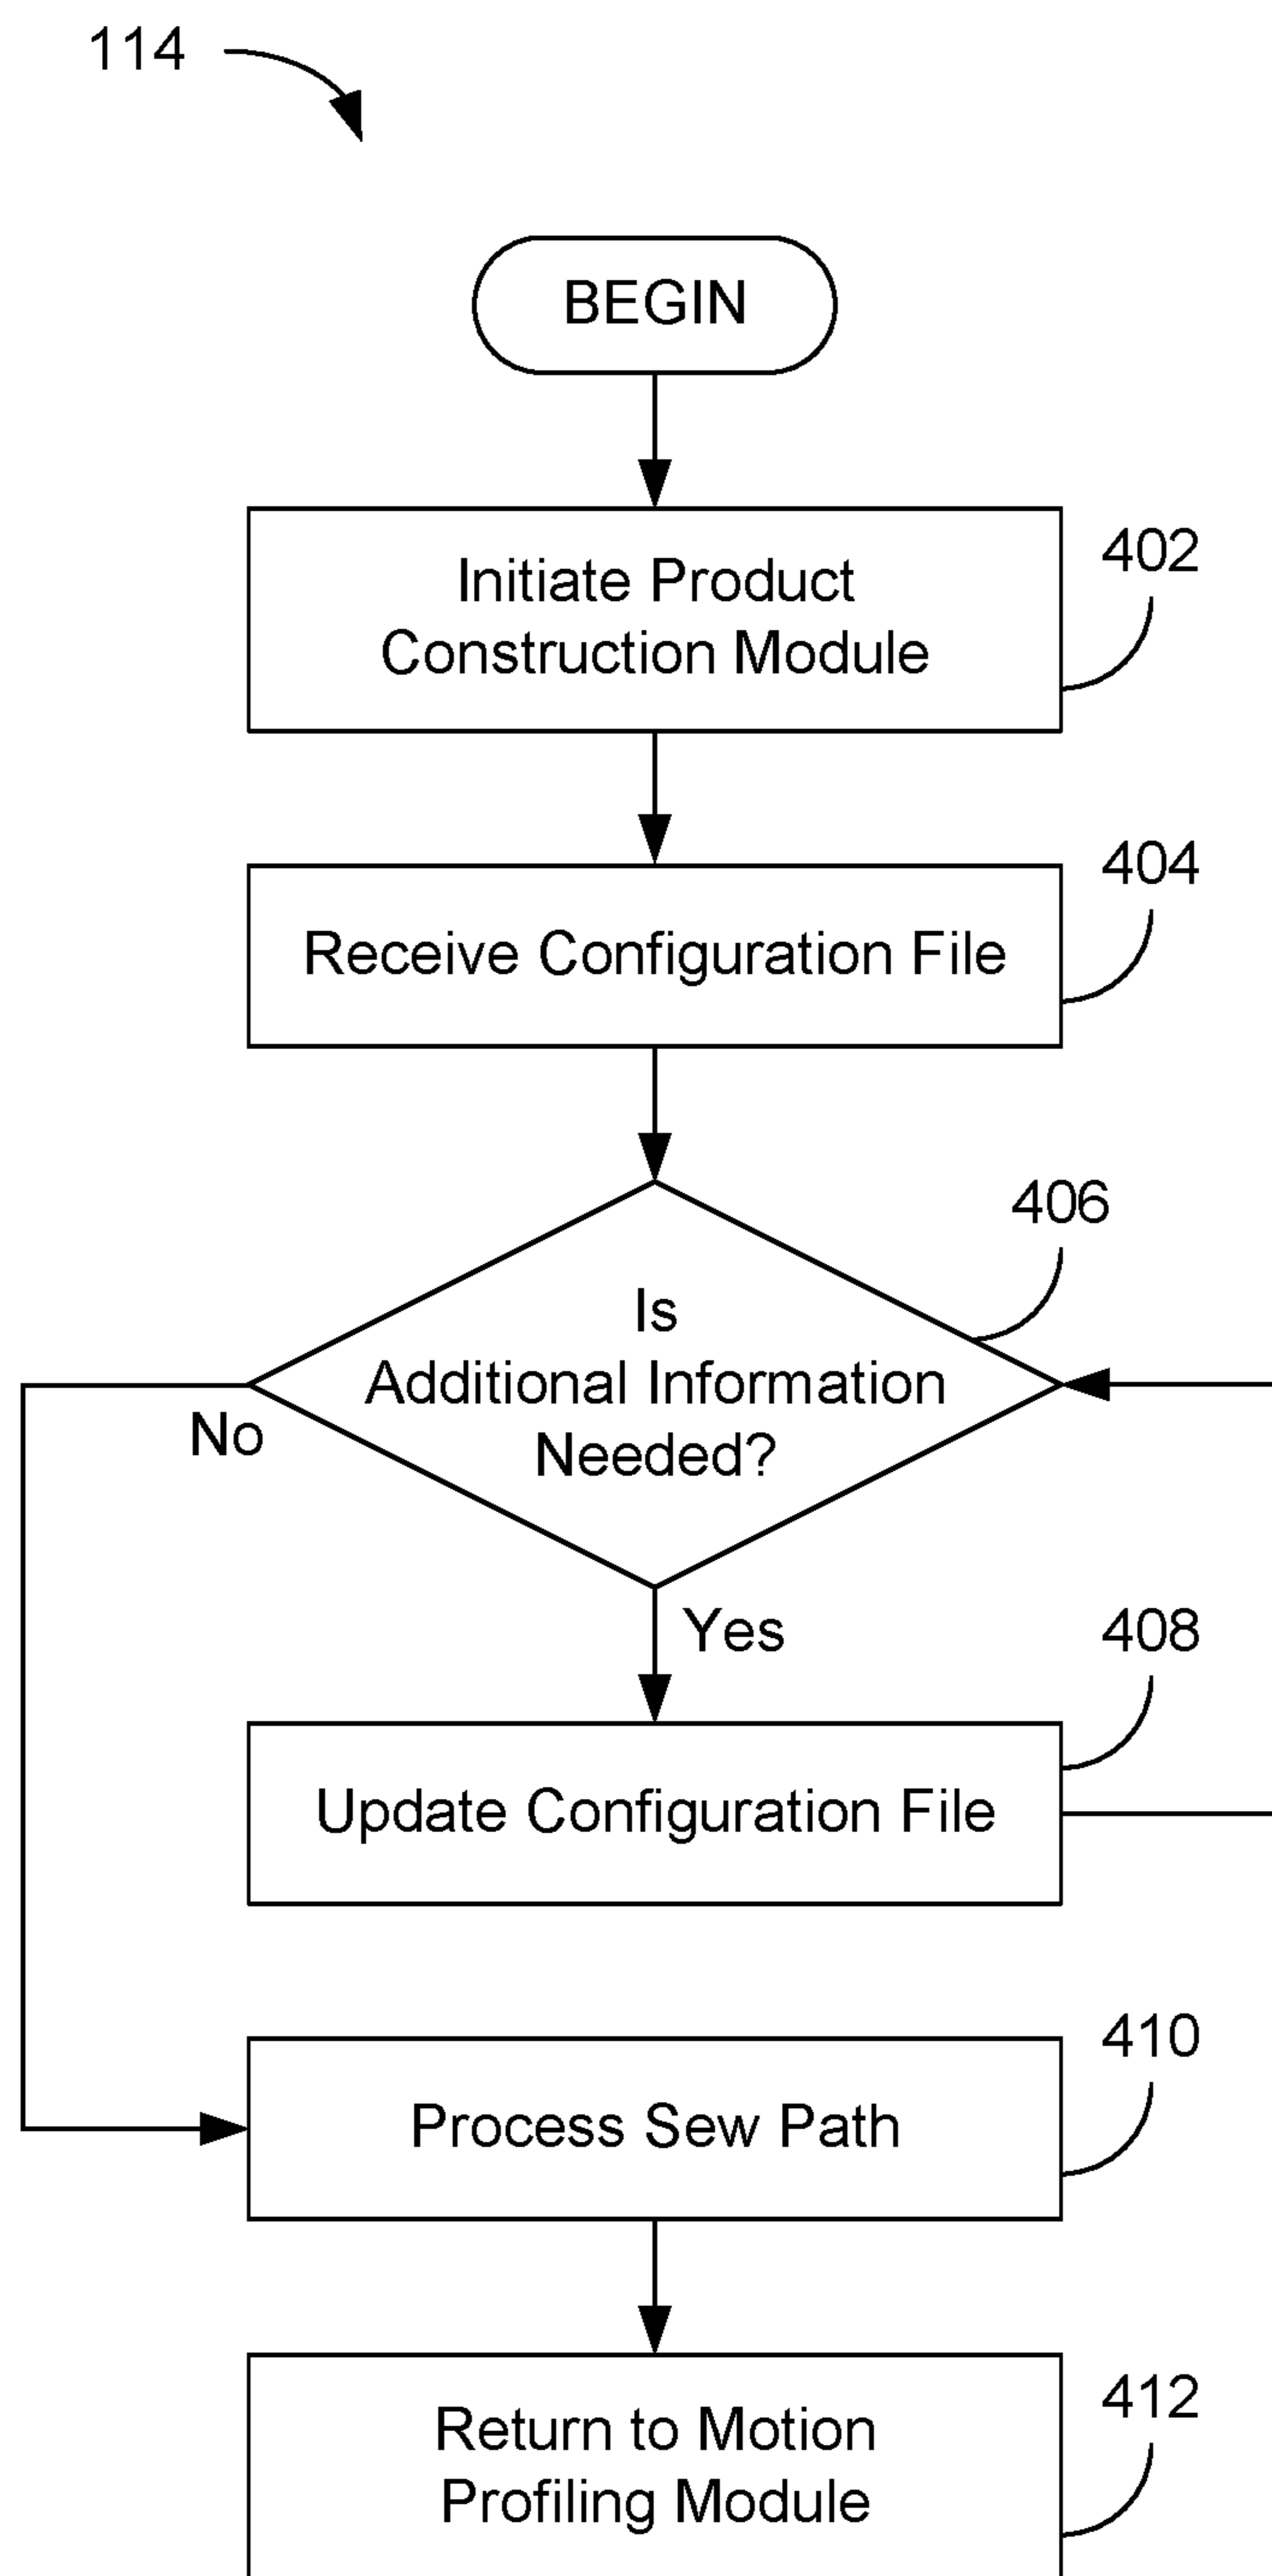 114
BEGIN
Initiate Product
Construction Module
402
Receive Configuration File
404
406
Is
Additional Information
Needed?
No
Yes
408
Update Configuration File
410
Process Sew Path
412
Return to Motion
Profiling Module